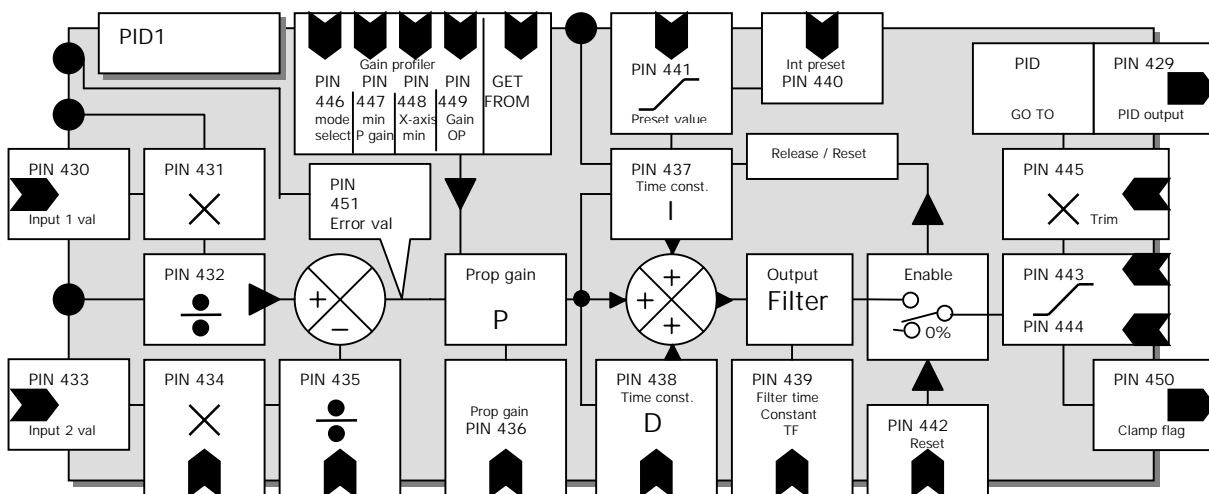 PID1
Gain profiler
PIN 446 mode select
PIN 447 min P gain
PIN 448 X-axis min
PIN 449 Gain OP
GET FROM
PIN 441
Preset value
Int preset
PIN 440
PID
GO TO
PIN 429
PID output
PIN 430
Input 1 val
PIN 431
PIN 451
Error val
PIN 437
Time const.
I
Release / Reset
PIN 445
Trim
PIN 432
+
–
Prop gain
P
+
+
+
Output
Filter
Enable
0%
PIN 443
PIN 444
PIN 433
Input 2 val
PIN 434
PIN 435
Prop gain
PIN 436
PIN 438
Time const.
D
PIN 439
Filter time
Constant
TF
PIN 442
Reset
PIN 450
Clamp flag